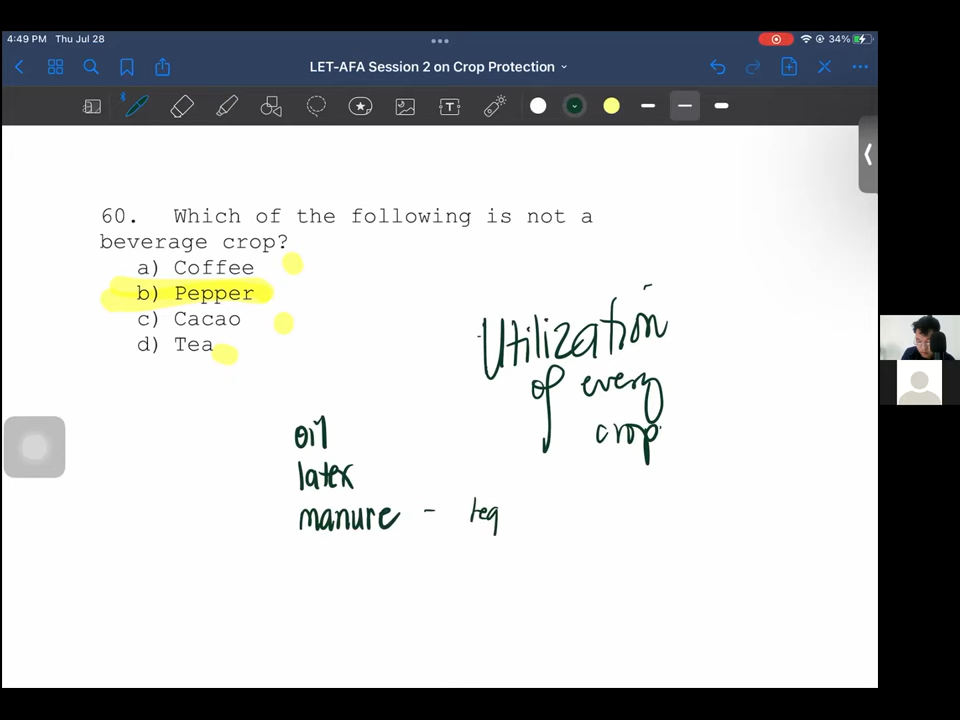 4:49 PM Thu Jul 28
34%
LET-AFA Session 2 on Crop Protection
60. Which of the following is not a
beverage crop?
a) Coffee
b) Pepper
c) Cacao
d) Tea
Utilization
of every
crop
oil
latex
manure - leg